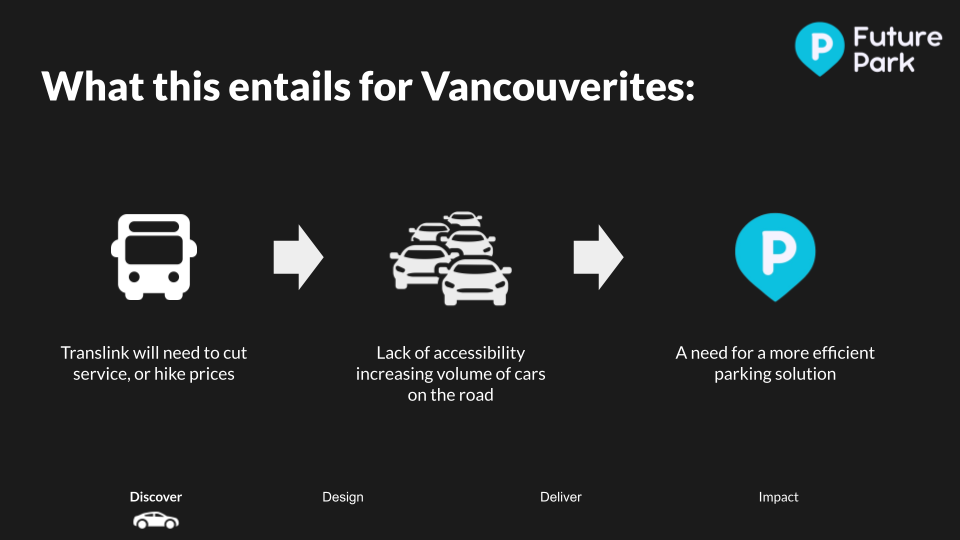 P Future
Park
What this entails for Vancouverites:
P
Translink will need to cut
service, or hike prices
Lack of accessibility
increasing volume of cars
on the road
A need for a more efficient
parking solution
Discover
Design
Deliver
Impact